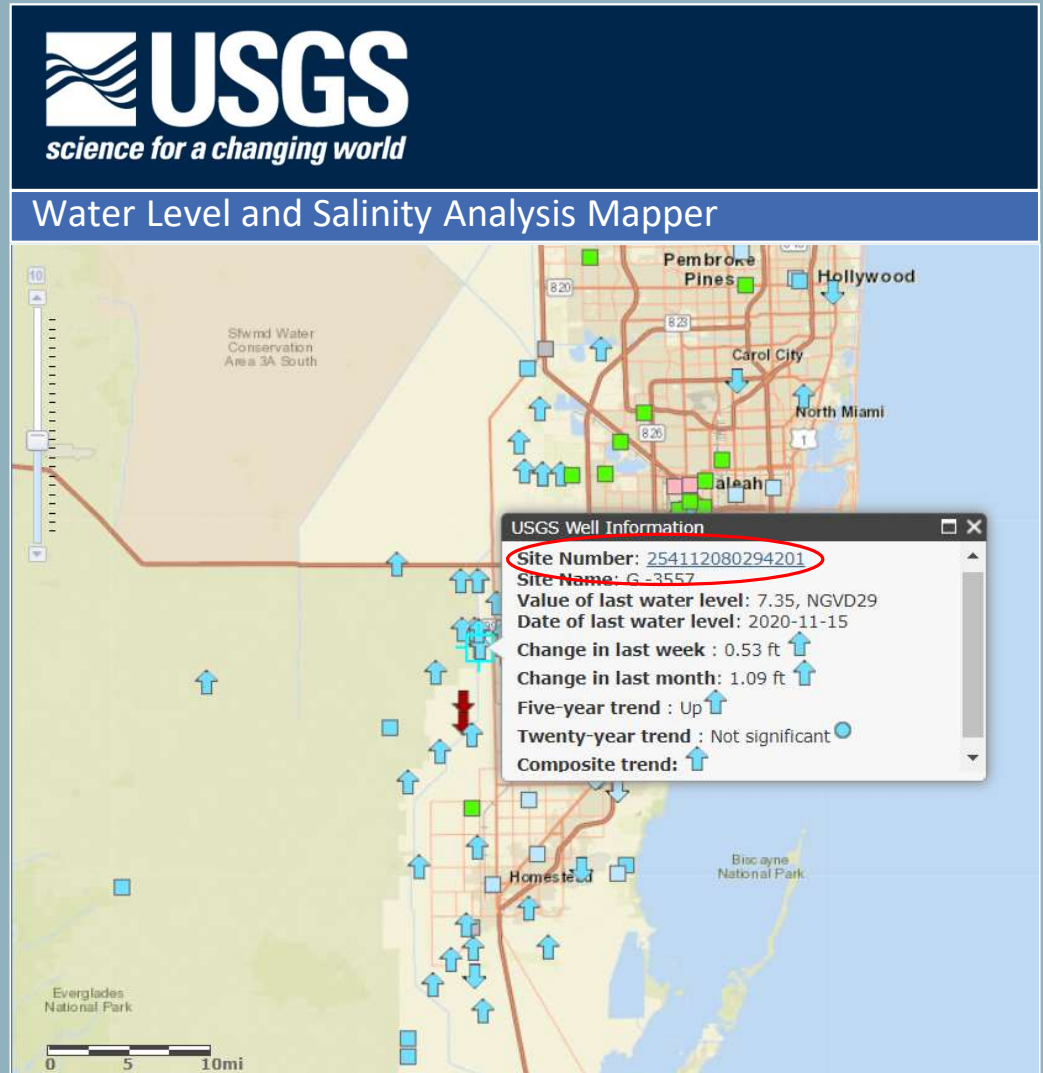 USGS
science for a changing world
Water Level and Salinity Analysis Mapper
10
Pembroke
Pines
Hollywood
820
823
Sfwmd Water
Conservation
Area 3A South
Carol City
North Miami
826
1
aleah
USGS Well Information
Site Number: 254112080294201
Site Name: G -3557
Value of last water level: 7.35, NGVD29
Date of last water level: 2020-11-15
Change in last week : 0.53 ft
Change in last month: 1.09 ft
Five-year trend : Up
Twenty-year trend : Not significant
Composite trend:
Biscayne
National Park
Homestead
Everglades
National Park
0 5 10mi